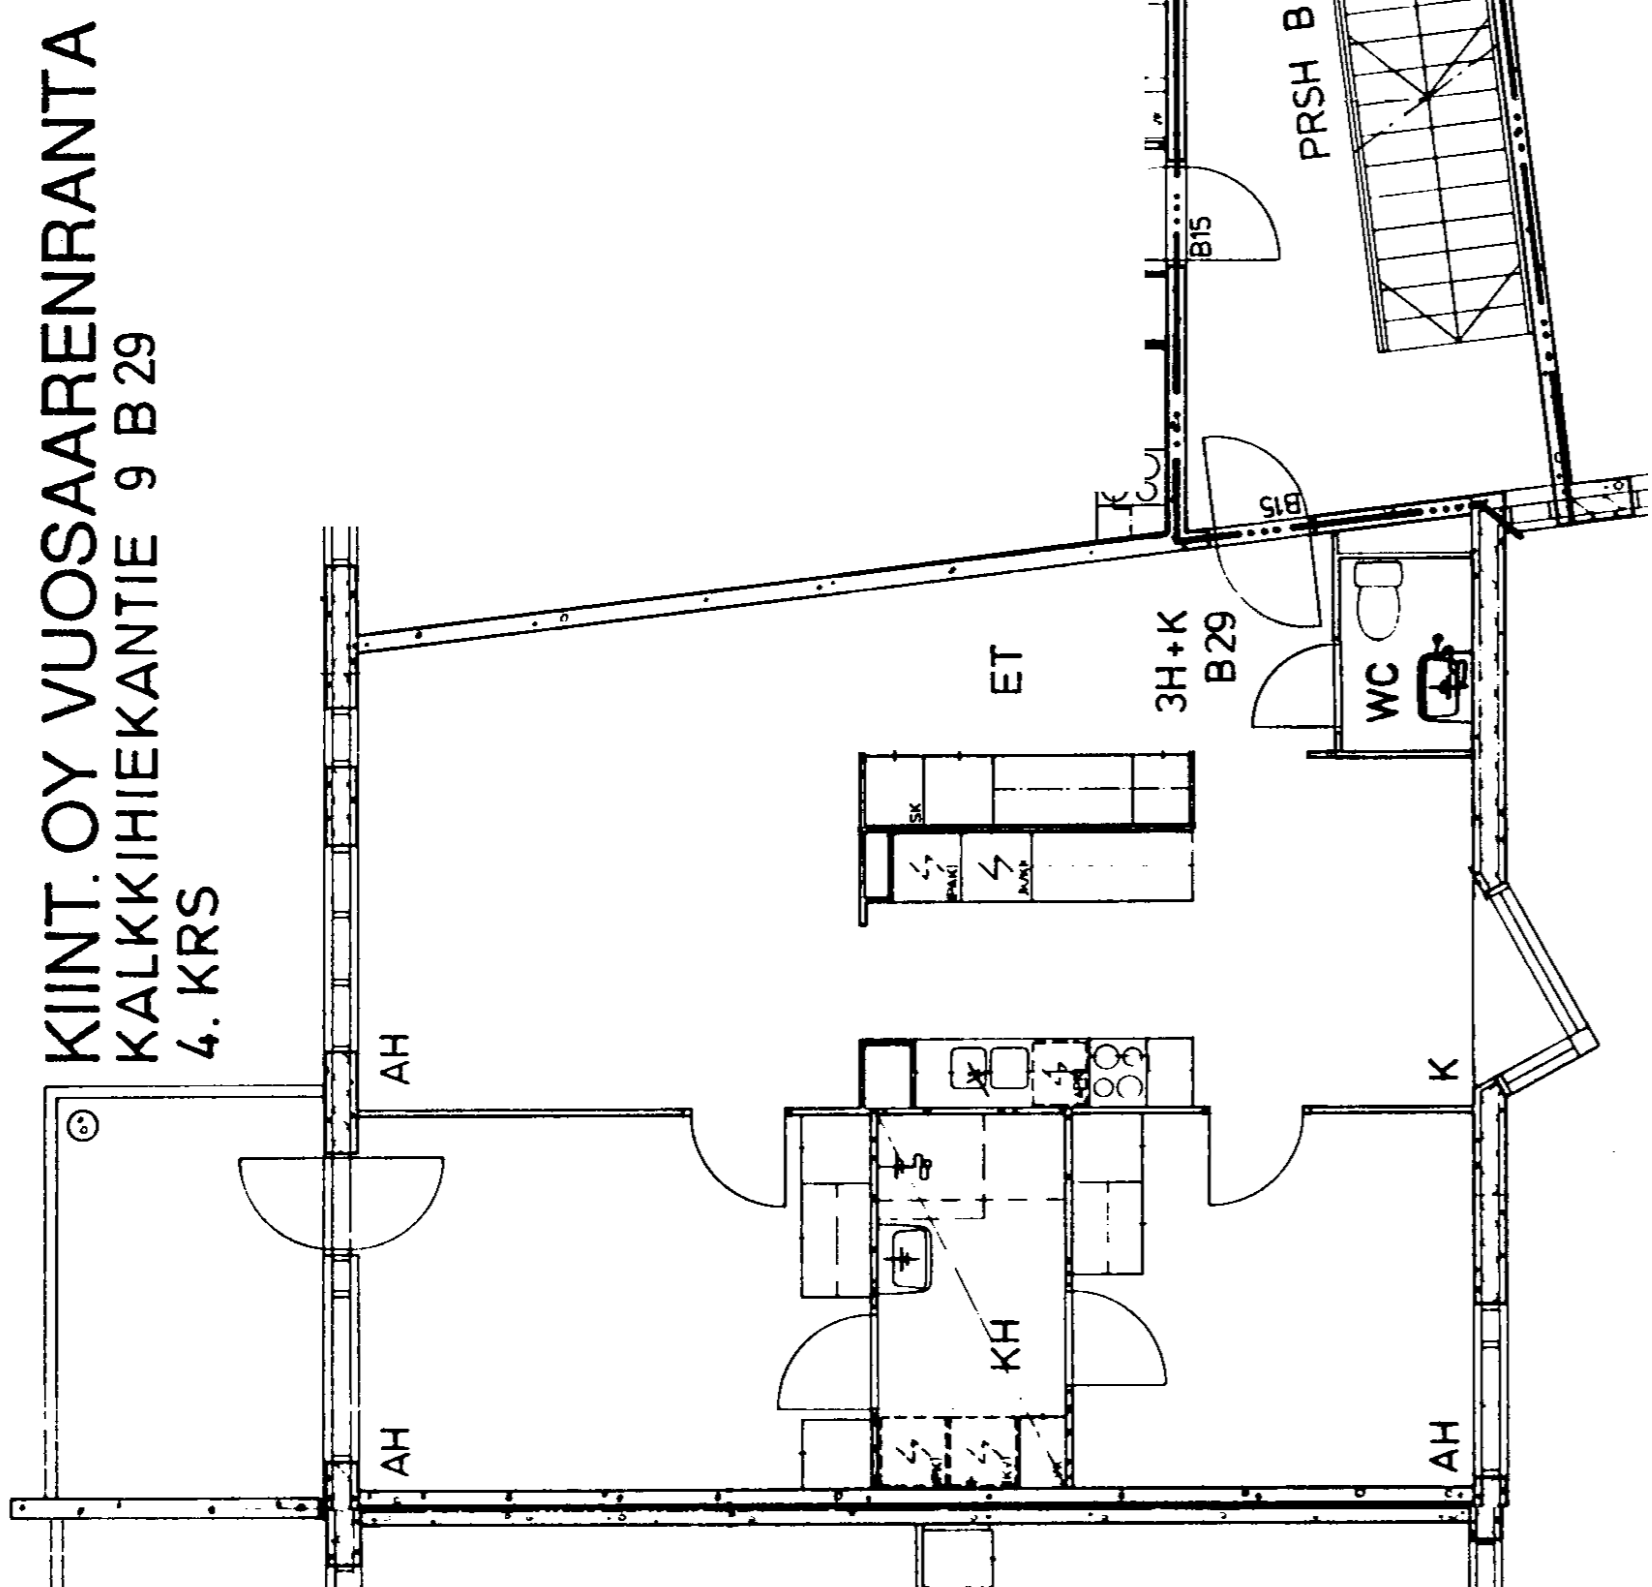 KIINT. OY VUOSAARENRANTA
KALKKIHIEKANTIE 9 B 29
4. KRS
PRSH B
B15
B15
ET
3H+K
B29
WC
SK
AH
K
AH
KH
AH